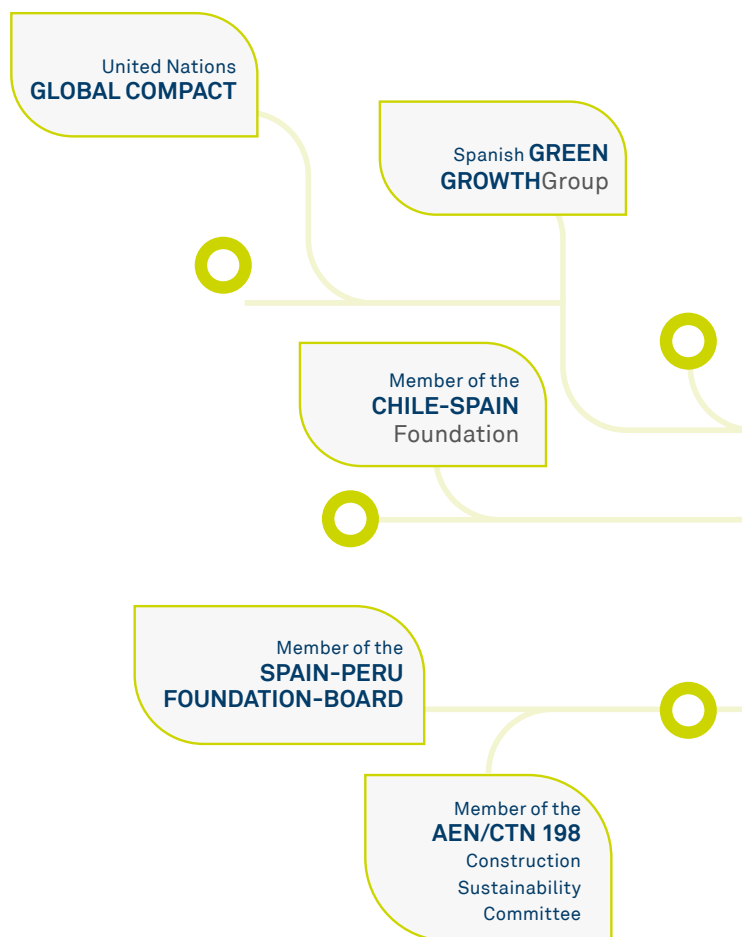 United Nations
GLOBAL COMPACT
Spanish GREEN
GROWTHGroup
Member of the
CHILE-SPAIN
Foundation
Member of the
SPAIN-PERU
FOUNDATION-BOARD
Member of the
AEN/CTN 198
Construction
Sustainability
Committee